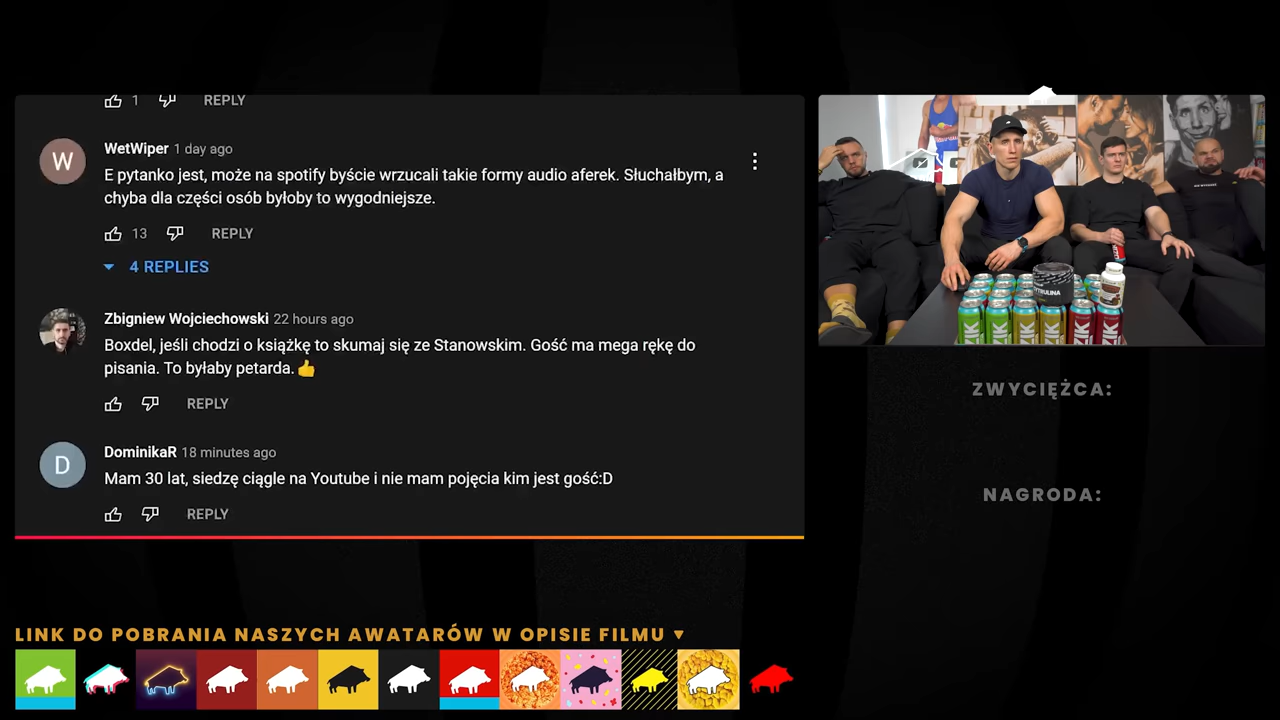 1 REPLY
W WetWiper 1 day ago
E pytanko jest, może na spotify byście wrzucali takie formy audio aferek. Słuchałbym, a
chyba dla części osób byłoby to wygodniejsze.
13 REPLY
4 REPLIES
Zbigniew Wojciechowski 22 hours ago
Boxdel, jeśli chodzi o książkę to skumaj się ze Stanowskim. Gość ma mega rękę do
pisania. To byłaby petarda.👍
REPLY
D DominikaR 18 minutes ago
Mam 30 lat, siedzę ciągle na Youtube i nie mam pojęcia kim jest gość:D
REPLY
ZWYCIĘŻCA:
NAGRODA:
LINK DO POBRANIA NASZYCH AWATARÓW W OPISIE FILMU ▼